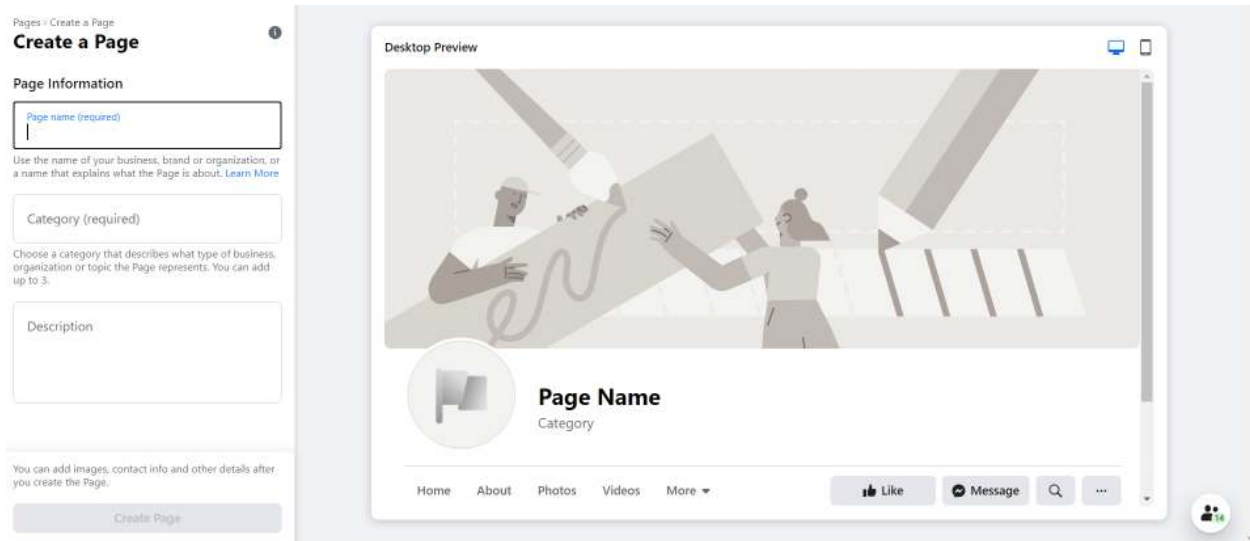 Pages › Create a Page
Create a Page
Page Information
Page name (required)
Use the name of your business, brand or organization, or
a name that explains what the Page is about. Learn More
Category (required)
Choose a category that describes what type of business,
organization or topic the Page represents. You can add
up to 3.
Description
You can add images, contact info and other details after
you create the Page.
Create Page
Desktop Preview
Page Name
Category
Home About Photos Videos More
Like Message ...
14